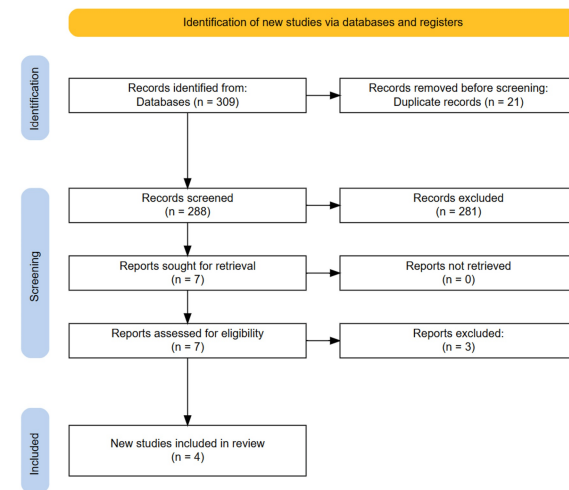 Identification of new studies via databases and registers
Identification
Records identified from:
Databases (n = 309)
Records removed before screening:
Duplicate records (n = 21)
Screening
Records screened
(n = 288)
Records excluded
(n = 281)
Reports sought for retrieval
(n = 7)
Reports not retrieved
(n = 0)
Reports assessed for eligibility
(n = 7)
Reports excluded:
(n = 3)
Included
New studies included in review
(n = 4)